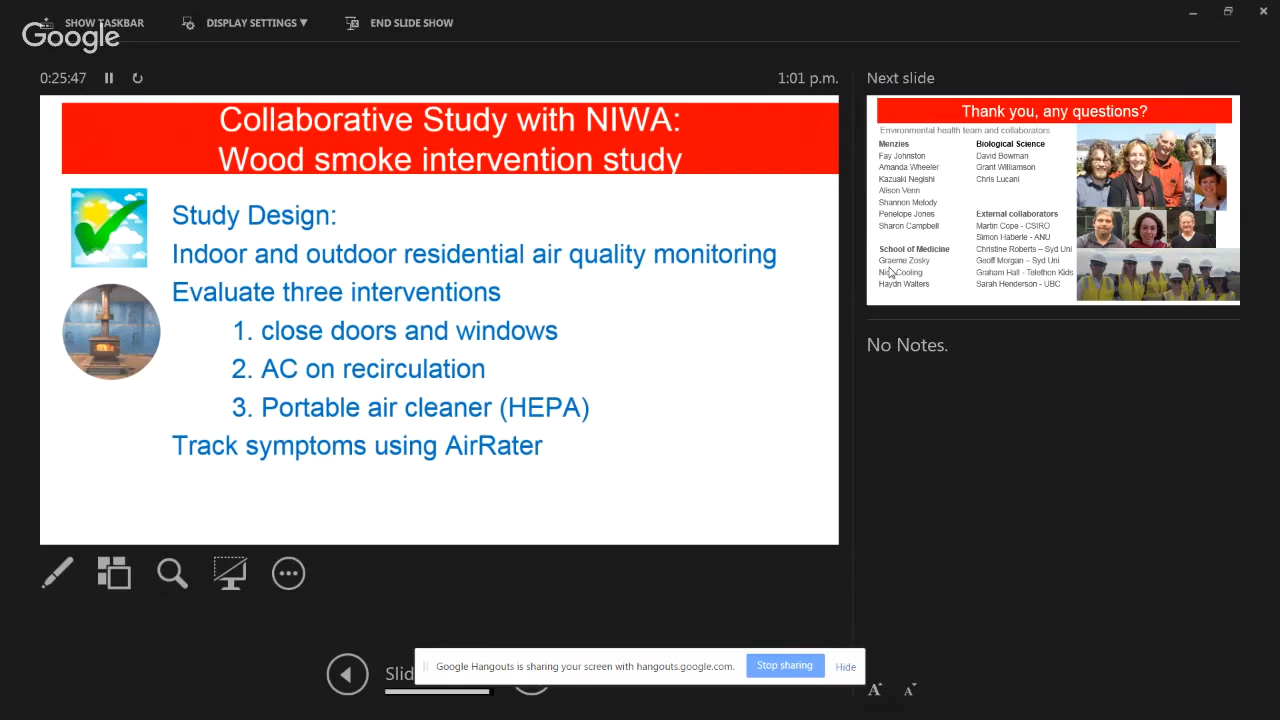 SHOW TASKBAR
DISPLAY SETTINGS ▼
END SLIDE SHOW
Google
0:25:47
1:01 p.m.
Collaborative Study with NIWA:
Wood smoke intervention study
Study Design:
Indoor and outdoor residential air quality monitoring
Evaluate three interventions
1. close doors and windows
2. AC on recirculation
3. Portable air cleaner (HEPA)
Track symptoms using AirRater
Next slide
Thank you, any questions?
Environmental health team and collaborators
Menzies
Fay Johnston
Amanda Wheeler
Kazuaki Negishi
Alison Venn
Shannon Melody
Penelope Jones
Sharon Campbell
School of Medicine
Graeme Zosky
Cooling
Haydn Walters
Biological Science
David Bowman
Grant Williamson
Chris Lucani
External collaborators
Martin Cope - CSIRO
Simon Haberle - ANU
Christine Roberts – Syd Uni
Geoff Morgan – Syd Uni
Graham Hall - Telethon Kids
Sarah Henderson - UBC
No Notes.
Google Hangouts is sharing your screen with hangouts.google.com.
Stop sharing
Hide
Slid
A A